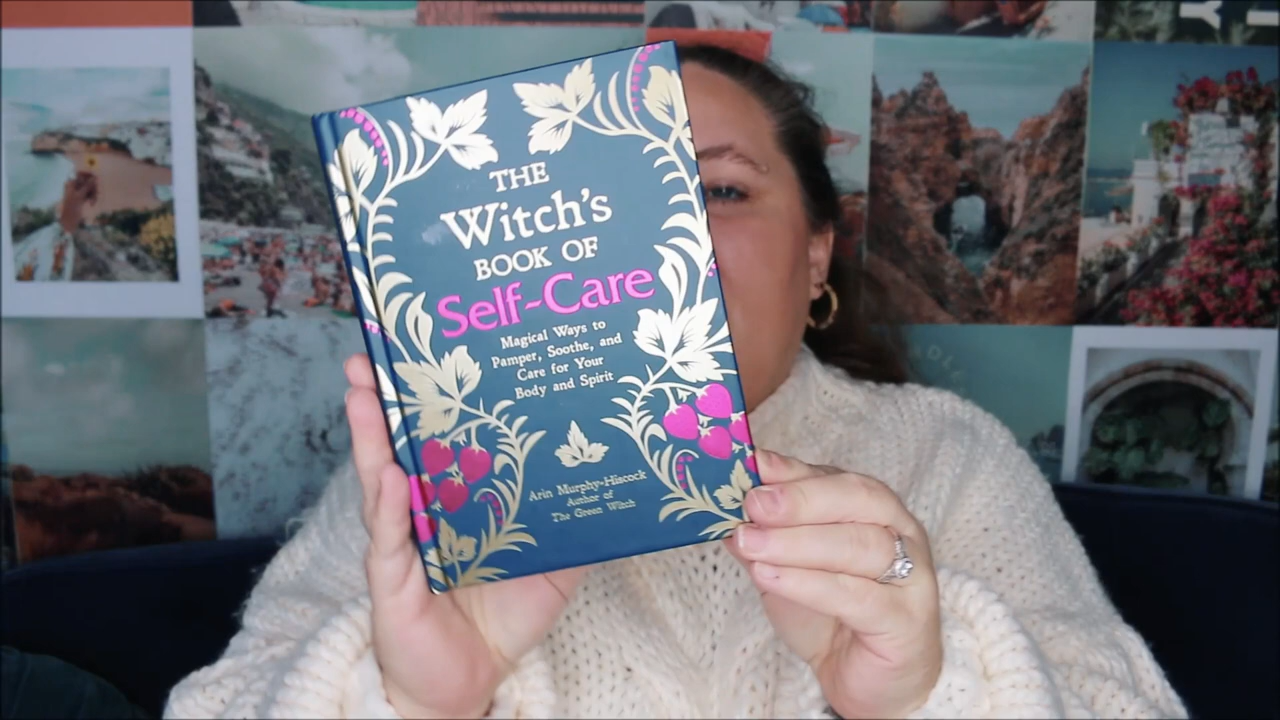 THE
Witch's
BOOK OF
Self-Care
Magical Ways to
Pamper, Soothe, and
Care for Your
Body and Spirit
Arin Murphy-Hiscock
Author of
The Green Witch